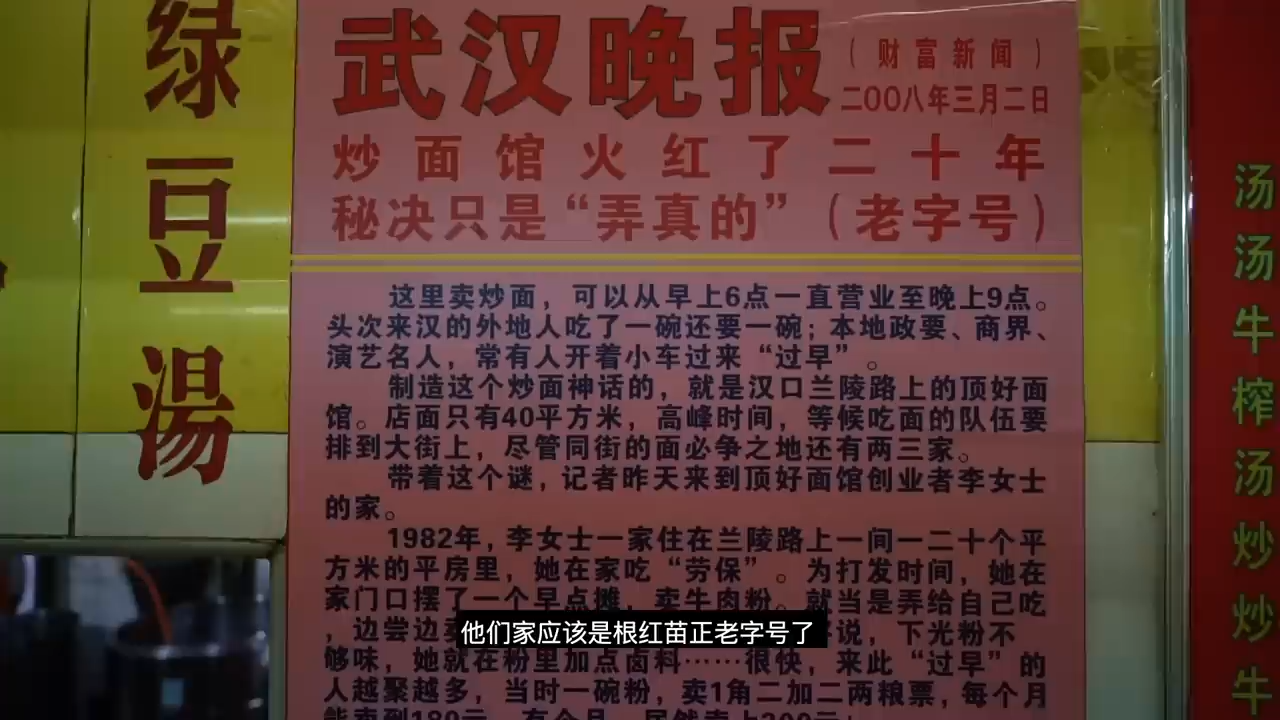 绿豆湯
武汉晚报
（财富新闻）
二〇〇八年三月二日
炒面馆火红了二十年
秘决只是“弄真的”（老字号）
这里卖炒面，可以从早上6点一直营业至晚上9点。
头次来汉的外地人吃了一碗还要一碗；本地政要、商界、
演艺名人，常有人开着小车过来“过早”。
制造这个炒面神话的，就是汉口兰陵路上的顶好面
馆。店面只有40平方米，高峰时间，等候吃面的队伍要
排到大街上，尽管同街的面必争之地还有两三家。
带着这个谜，记者昨天来到顶好面馆创业者李女士
的家。
1982年，李女士一家住在兰陵路上一间一二十个平
方米的平房里，她在家吃“劳保”。为打发时间，她在
家门口摆了一个早点摊，卖牛肉粉。就当是弄给自己吃
，边尝边
说，下光粉不
够味，她就在粉里加点卤料……很快，来此“过早”的
人越聚越多，当时一碗粉，卖1角二加二两粮票，每个月
他们家应该是根红苗正老字号了
汤
汤
牛
榨
汤
炒
炒
牛